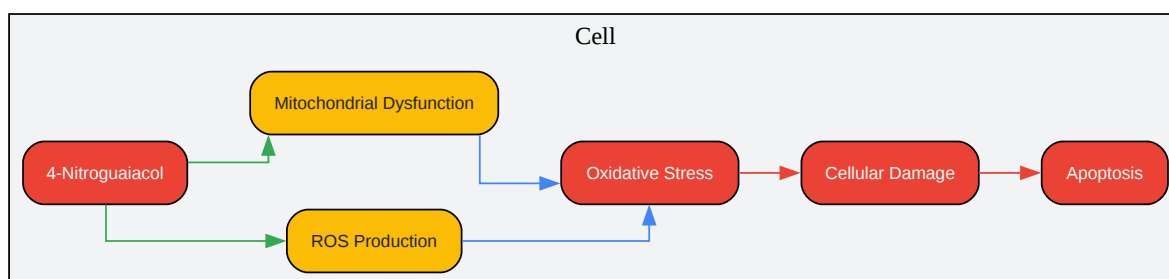 Cell
Mitochondrial Dysfunction
4-Nitroguaiacol
Oxidative Stress
Cellular Damage
Apoptosis
ROS Production